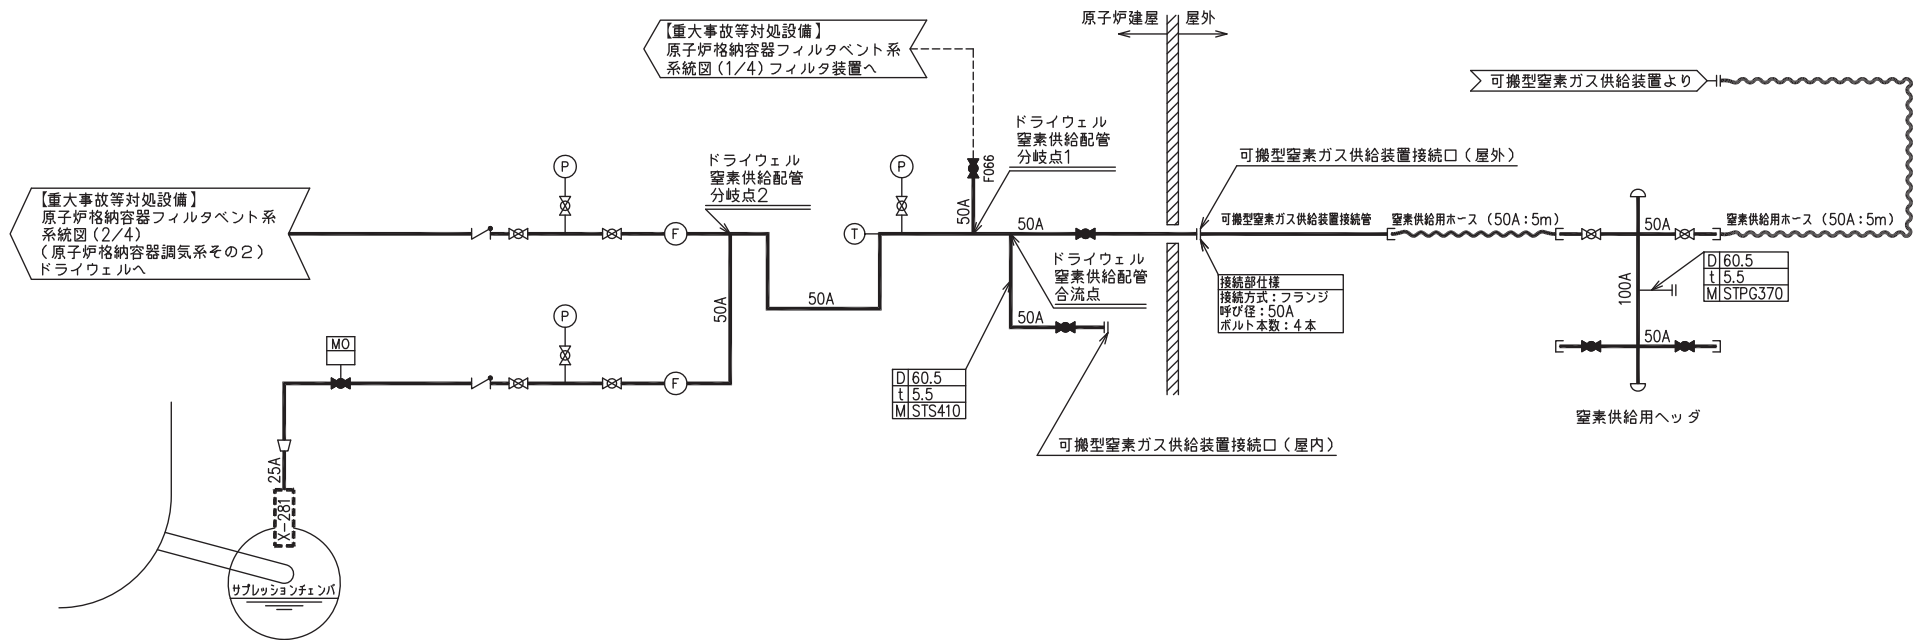 原子炉建屋
屋外
【重大事故等対処設備】
原子炉格納容器フィルタベント系
系統図(1/4)フィルタ装置へ
可搬型窒素ガス供給装置より
ドライウェル
窒素供給配管
分岐点1
F066
50A
P
P
ドライウェル
窒素供給配管
分岐点2
可搬型窒素ガス供給装置接続口(屋外)
【重大事故等対処設備】
原子炉格納容器フィルタベント系
系統図(2/4)
(原子炉格納容器調気系その2)
ドライウェルへ
F
T
50A
可搬型窒素ガス供給装置接続管
窒素供給用ホース(50A:5m)
50A
窒素供給用ホース(50A:5m)
ドライウェル
窒素供給配管
合流点
D 60.5
t 5.5
M STPG370
100A
接続部仕様
接続方式:フランジ
呼び径:50A
ボルト本数:4本
50A
50A
50A
P
50A
MO
F
D 60.5
t 5.5
M STS410
窒素供給用ヘッダ
可搬型窒素ガス供給装置接続口(屋内)
25A
X-281
サプレッションチェンバ